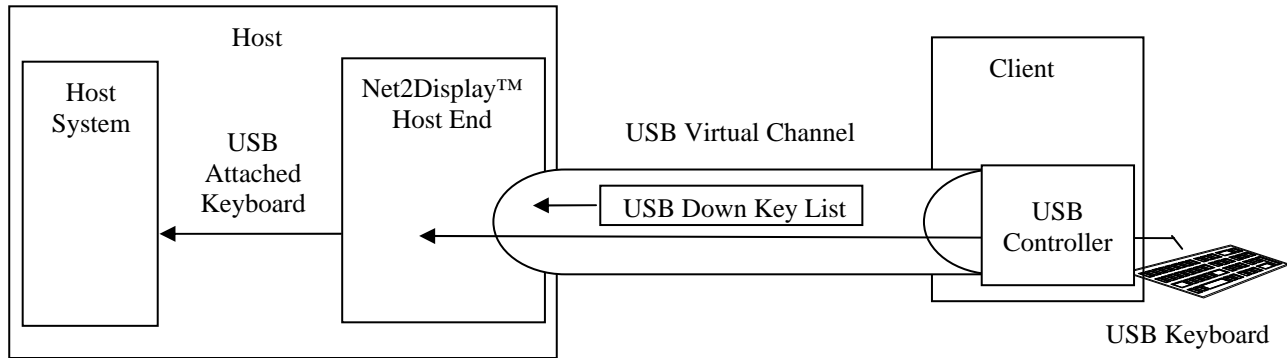 Host
Host
System
USB
Attached
Keyboard
Net2Display™
Host End
USB Virtual Channel
USB Down Key List
Client
USB
Controller
USB Keyboard